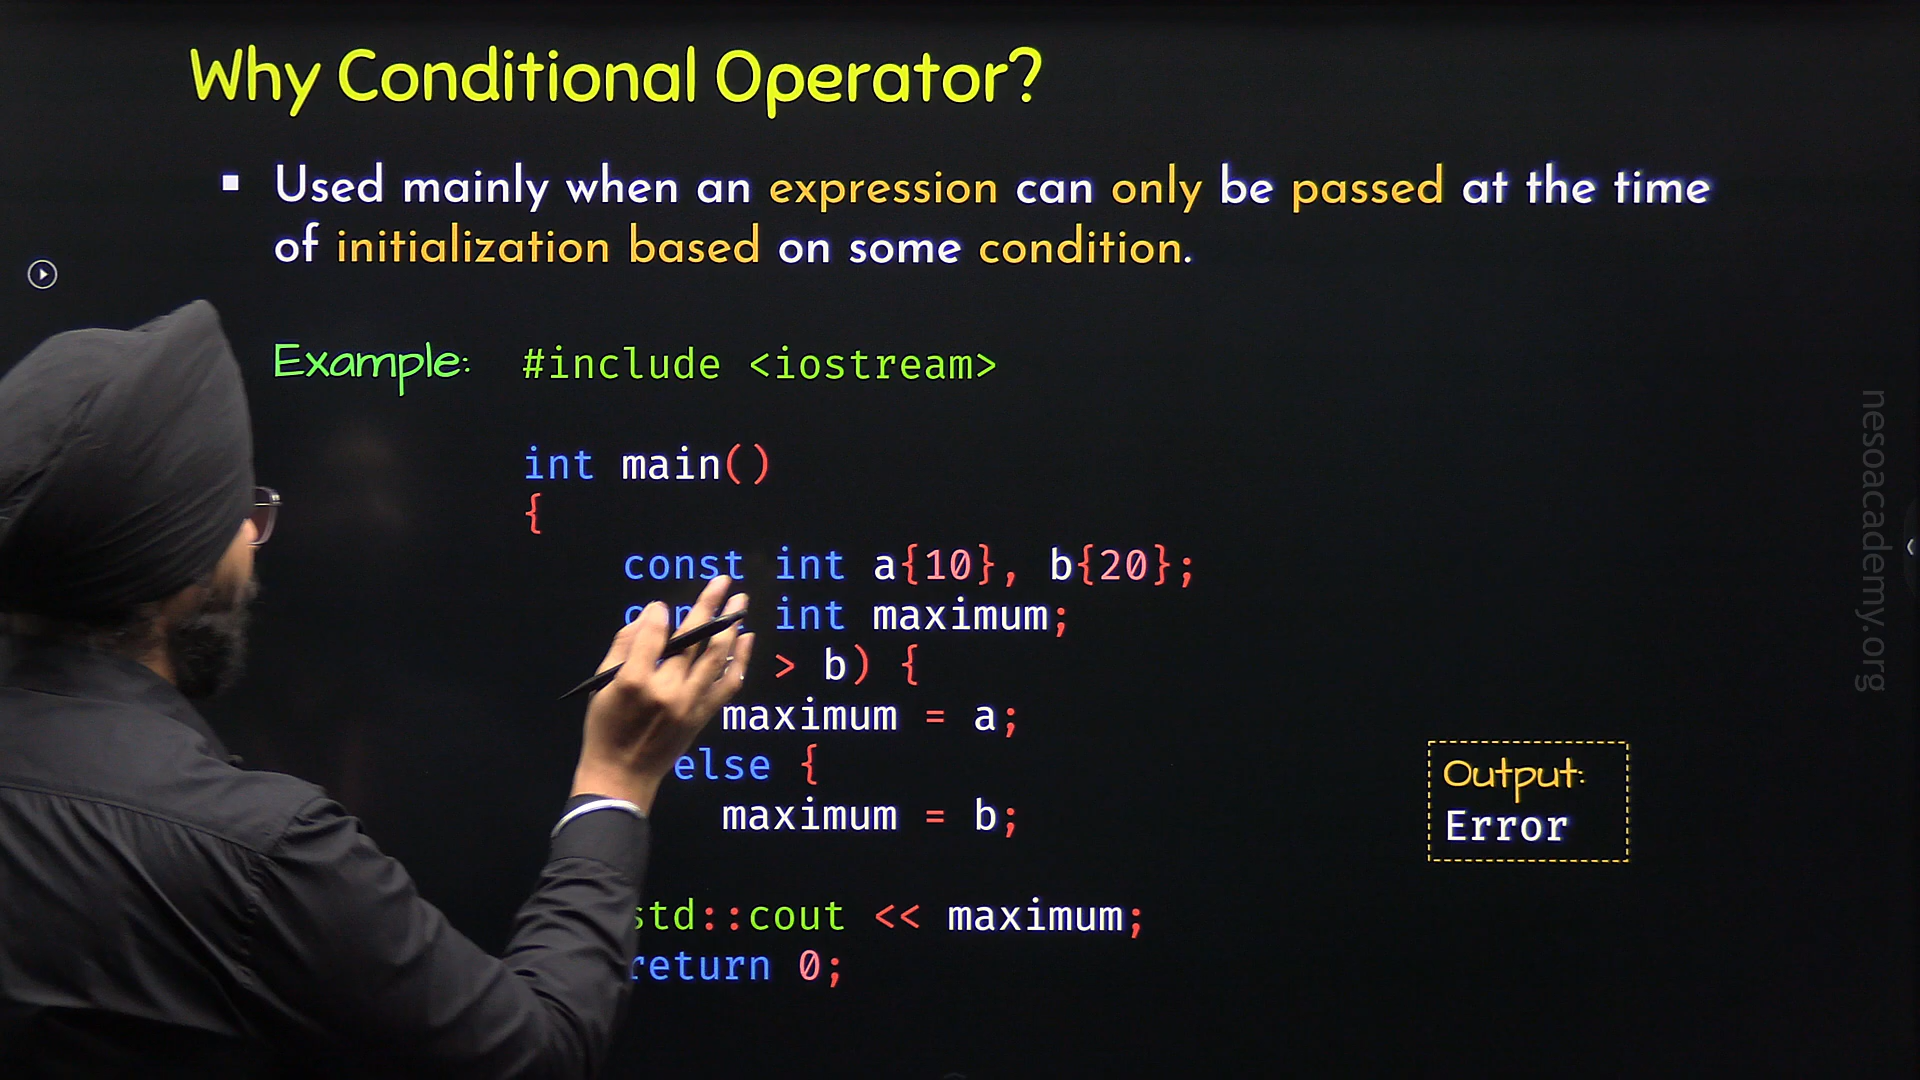 Why Conditional Operator?
▪ Used mainly when an expression can only be passed at the time
of initialization based on some condition.
Example: #include <iostream>
int main()
{
const int a{10}, b{20};
int maximum;
> b) {
maximum = a;
else {
maximum = b;
Output:
Error
std::cout << maximum;
return 0;
nesoacademy.org